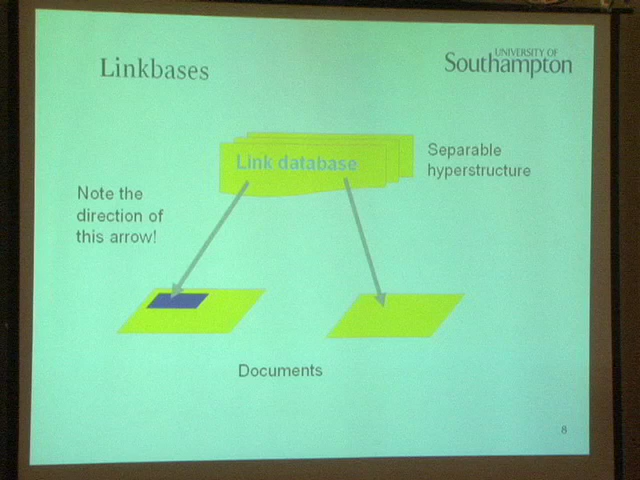 Linkbases
UNIVERSITY OF
Southampton
Link database
Separable
hyperstructure
Note the
direction of
this arrow!
Documents
8